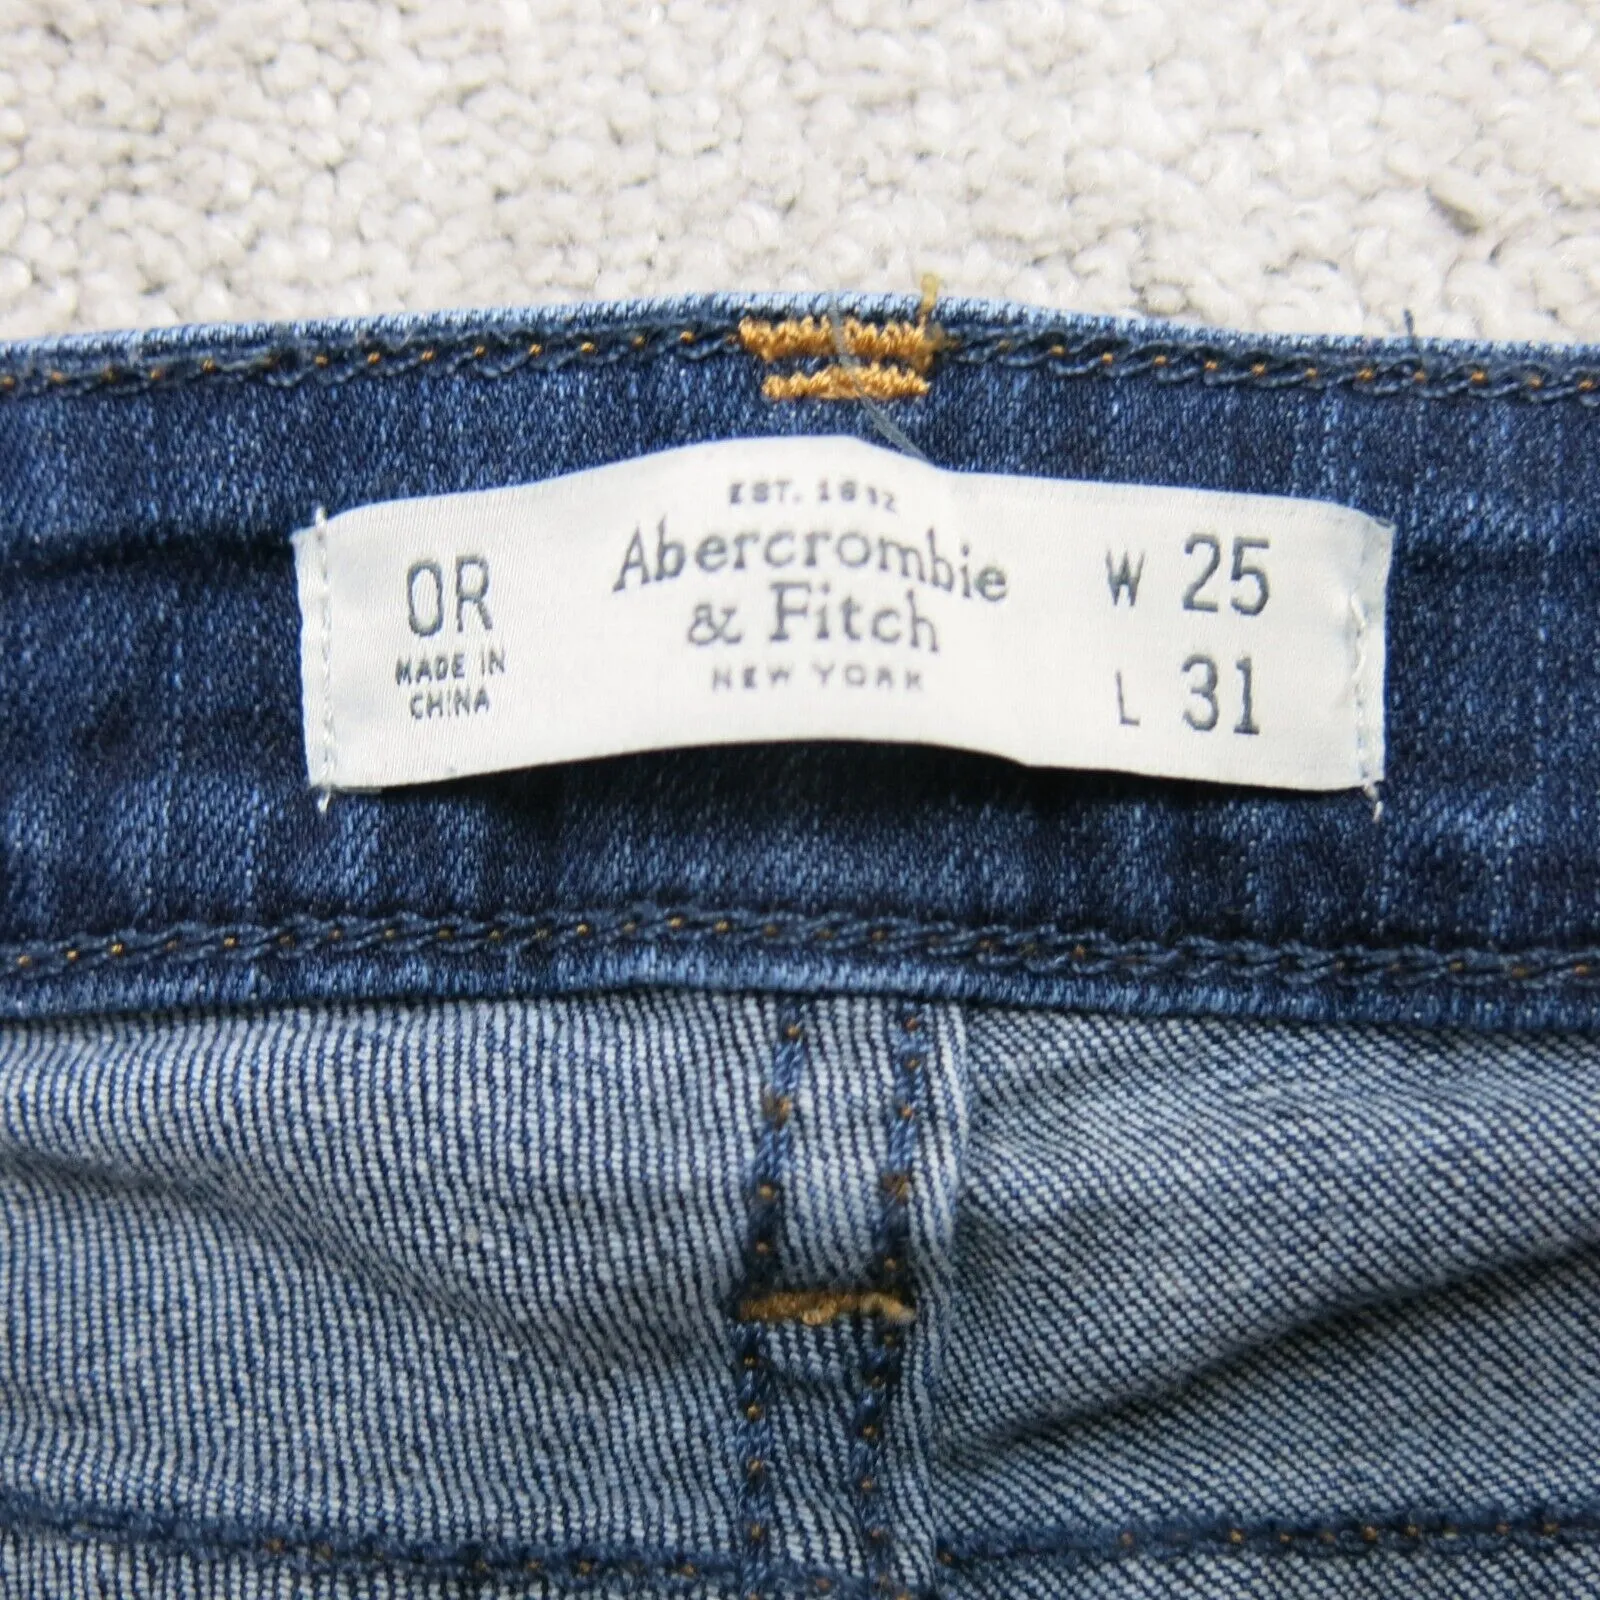 0R
MADE IN
CHINA
EST. 1892
Abercrombie
& Fitch
NEW YORK
W 25
L 31